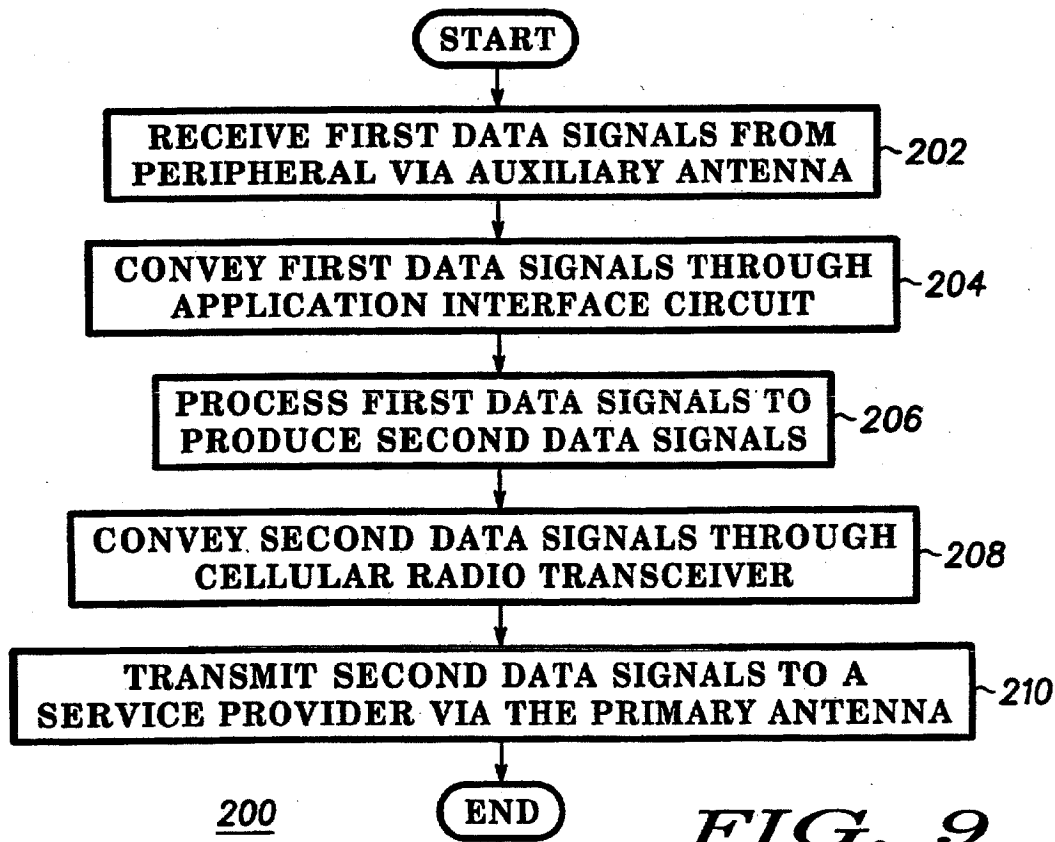 START
RECEIVE FIRST DATA SIGNALS FROM
PERIPHERAL VIA AUXILIARY ANTENNA
202
CONVEY FIRST DATA SIGNALS THROUGH
APPLICATION INTERFACE CIRCUIT
204
PROCESS FIRST DATA SIGNALS TO
PRODUCE SECOND DATA SIGNALS
206
CONVEY SECOND DATA SIGNALS THROUGH
CELLULAR RADIO TRANSCEIVER
208
TRANSMIT SECOND DATA SIGNALS TO A
SERVICE PROVIDER VIA THE PRIMARY ANTENNA
210
END
200
FIG. 9